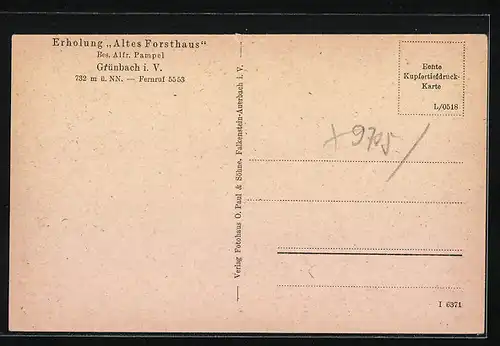 Erholung „Altes Forsthaus"
Bes. Alfr. Pampel
Grünbach i. V.
732 m ü. NN. — Fernruf 5553
Verlag Fotohaus O. Paul & Söhne, Falkenstein-Auerbach i. V.
Echte
Kupfertiefdruck-
Karte
L/0518
+9705/
I 6371